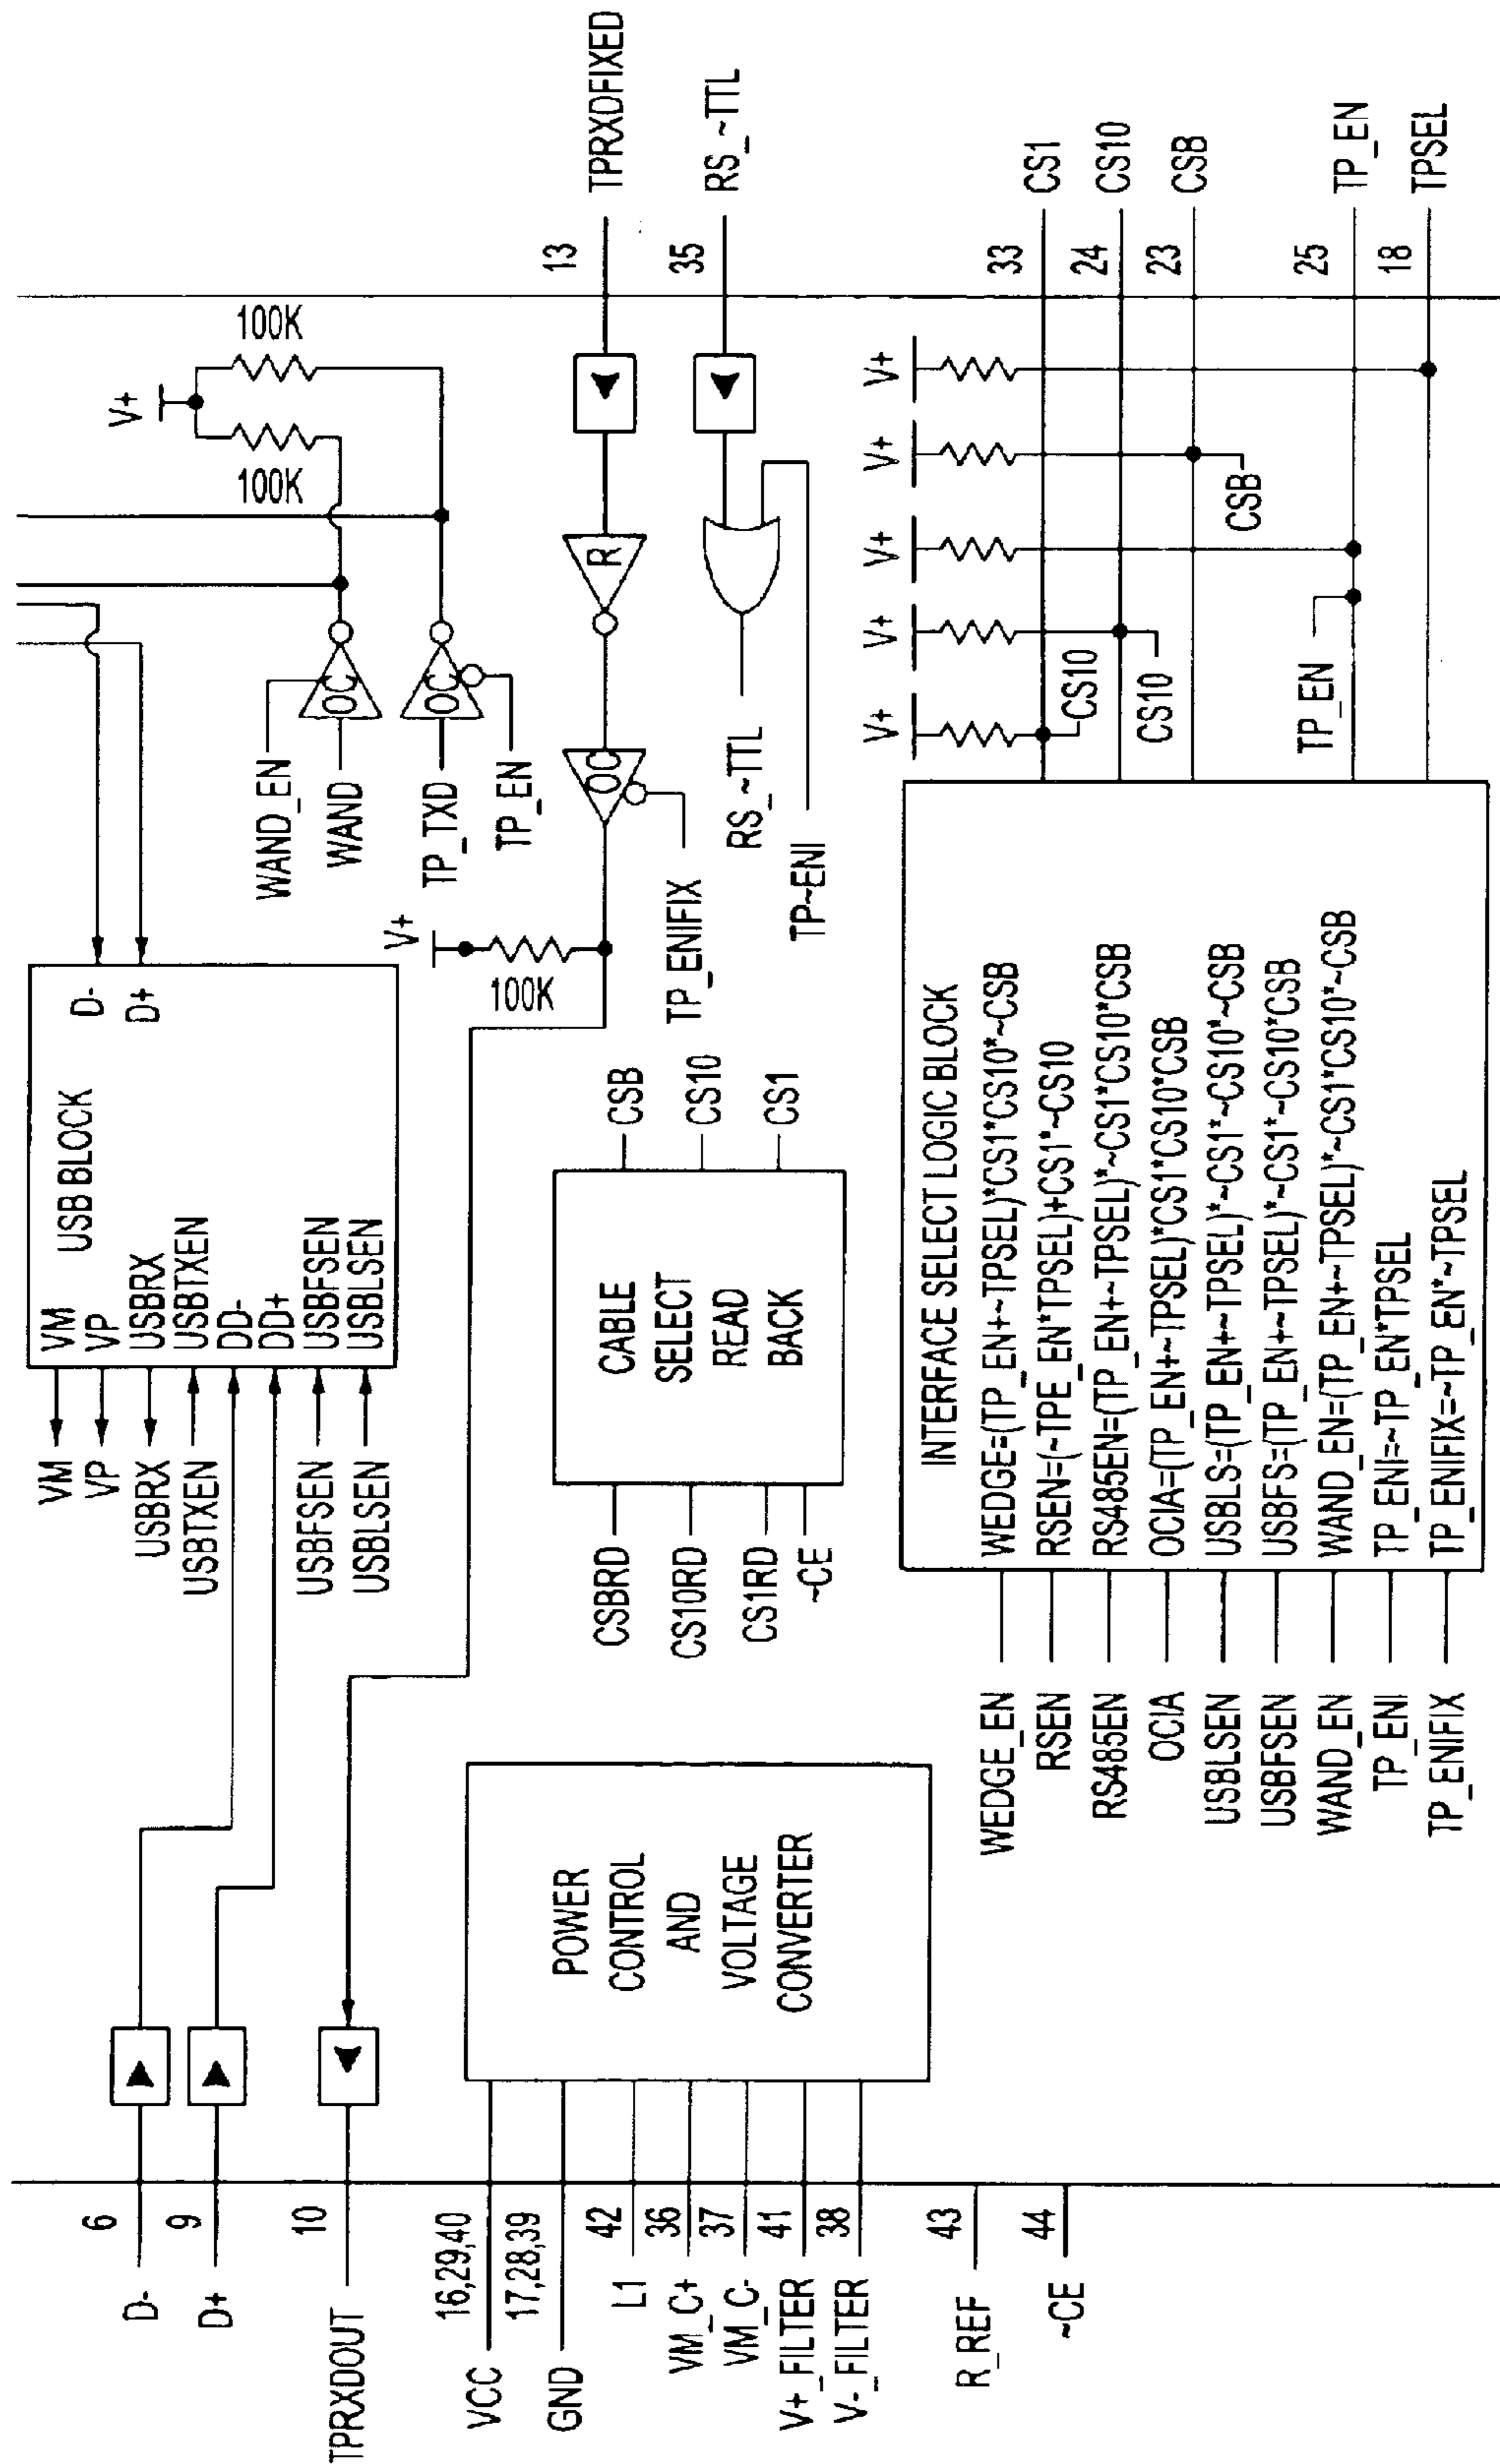 D-
6
D+
9
TPRXDOUT
10
VCC
16,29,40
GND
17,28,39
L1
42
VM_C+
36
VM_C-
37
V+_FILTER
41
V-_FILTER
38
R_REF
43
~CE
44
POWER
CONTROL
AND
VOLTAGE
CONVERTER
VM
VP
USBRX
USBTXEN
USBFSEN
USBLSEN
VM
VP
USBRX
USBTXEN
DD-
DD+
USBFSEN
USBLSEN
USB BLOCK
D-
D+
WAND_EN
WAND
OC
TP_TXD
TP_EN
OC
V+
100K
100K
V+
100K
OC
TP_ENIFIX
R
13
TPRXDFIXED
RS_~TTL
TP~ENI
35
RS_~TTL
CSBRD
CS10RD
CS1RD
~CE
CABLE
SELECT
READ
BACK
CSB
CS10
CS1
WEDGE_EN
RSEN
RS485EN
OCIA
USBLSEN
USBFSEN
WAND_EN
TP_ENI
TP_ENIFIX
INTERFACE SELECT LOGIC BLOCK
WEDGE=(TP_EN+~TPSEL)*CS1*CS10*~CSB
RSEN=(~TPE_EN*TPSEL)+CS1*~CS10
RS485EN=(TP_EN+~TPSEL)*~CS1*CS10*CSB
OCIA=(TP_EN+~TPSEL)*CS1*CS10*CSB
USBLS=(TP_EN+~TPSEL)*~CS1*~CS10*~CSB
USBFS=(TP_EN+~TPSEL)*~CS1*~CS10*CSB
WAND_EN=(TP_EN+~TPSEL)*~CS1*CS10*~CSB
TP_ENI=~TP_EN*TPSEL
TP_ENIFIX=~TP_EN*~TPSEL
V+
V+
V+
V+
V+
CS10
CS10
TP_EN
CSB
33
CS1
24
CS10
23
CSB
25
TP_EN
18
TPSEL